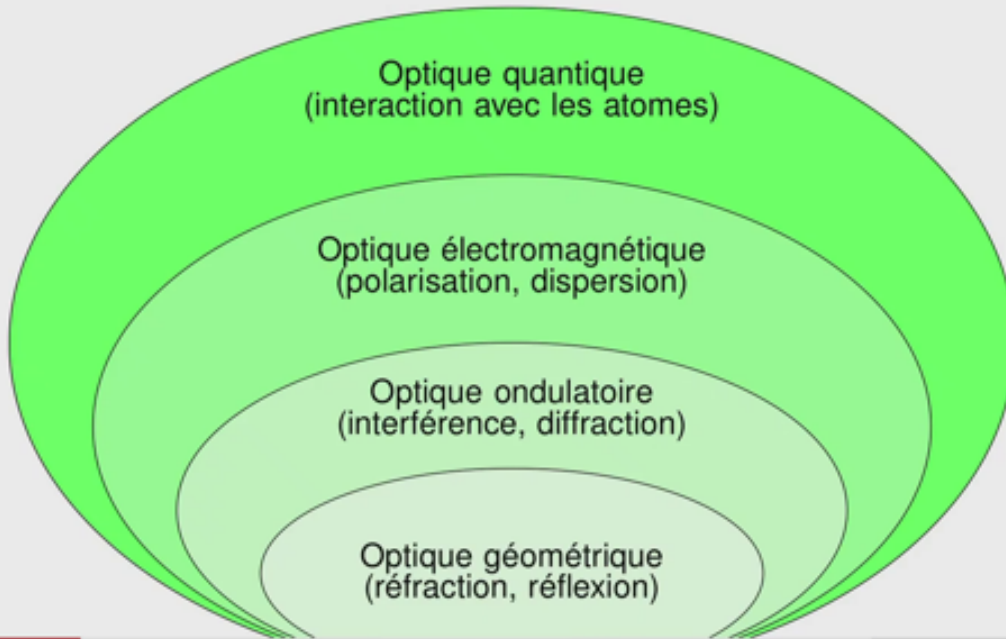 Optique quantique
(interaction avec les atomes)
Optique électromagnétique
(polarisation, dispersion)
Optique ondulatoire
(interférence, diffraction)
Optique géométrique
(réfraction, réflexion)